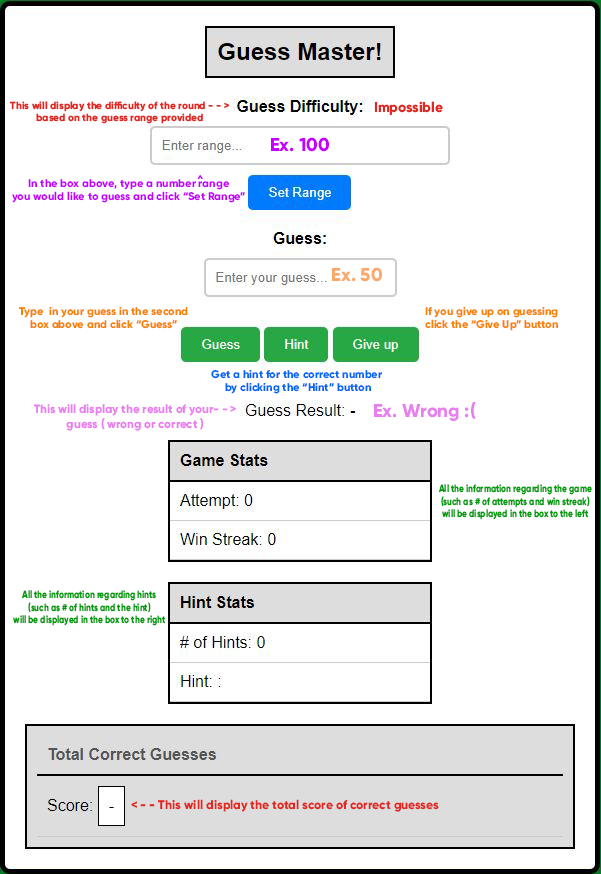 Guess Master!
This will display the difficulty of the round - - > Guess Difficulty: Impossible
based on the guess range provided
Enter range... Ex. 100
In the box above, type a number ^ range
you would like to guess and click “Set Range” Set Range
Guess:
Enter your guess... Ex. 50
Type in your guess in the second
box above and click “Guess”
If you give up on guessing
click the “Give Up” button
Guess Hint Give up
Get a hint for the correct number
by clicking the “Hint” button
This will display the result of your- - > Guess Result: - Ex. Wrong :(
guess ( wrong or correct )
Game Stats
Attempt: 0
Win Streak: 0
All the information regarding the game
(such as # of attempts and win streak)
will be displayed in the box to the left
All the information regarding hints
(such as # of hints and the hint)
will be displayed in the box to the right
Hint Stats
# of Hints: 0
Hint: :
Total Correct Guesses
Score: - < - - This will display the total score of correct guesses